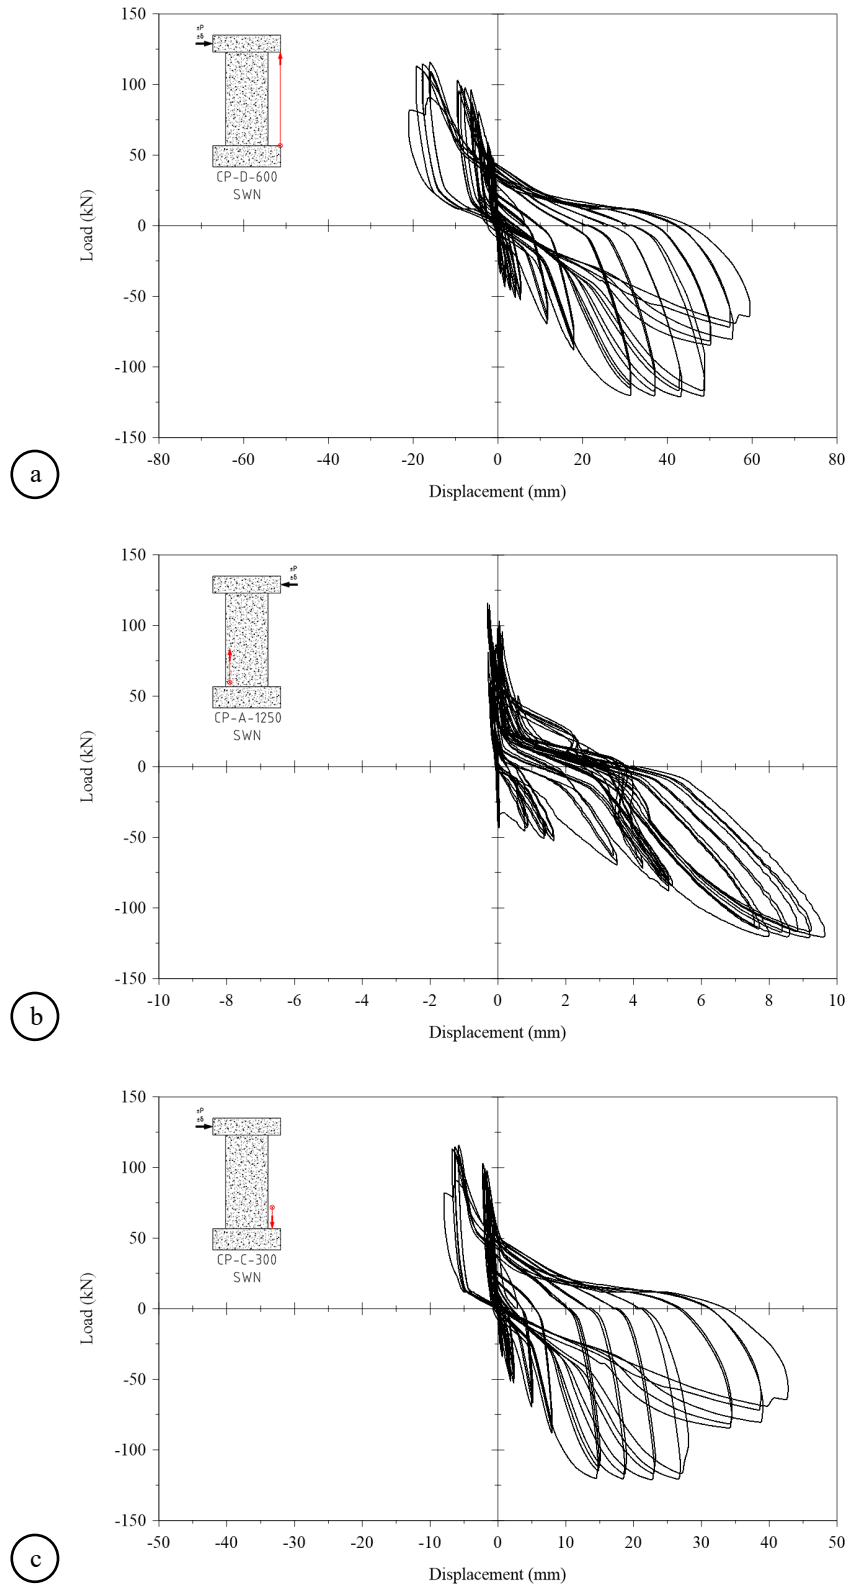 150
100
50
0
-50
-100
-150
Load (kN)
±P
±δ
CP-D-600
SWN
-80 -60 -40 -20 0 20 40 60 80
Displacement (mm)
a
150
100
50
0
-50
-100
-150
Load (kN)
±P
±δ
CP-A-1250
SWN
-10 -8 -6 -4 -2 0 2 4 6 8 10
Displacement (mm)
b
150
100
50
0
-50
-100
-150
Load (kN)
±P
±δ
CP-C-300
SWN
-50 -40 -30 -20 -10 0 10 20 30 40 50
Displacement (mm)
c